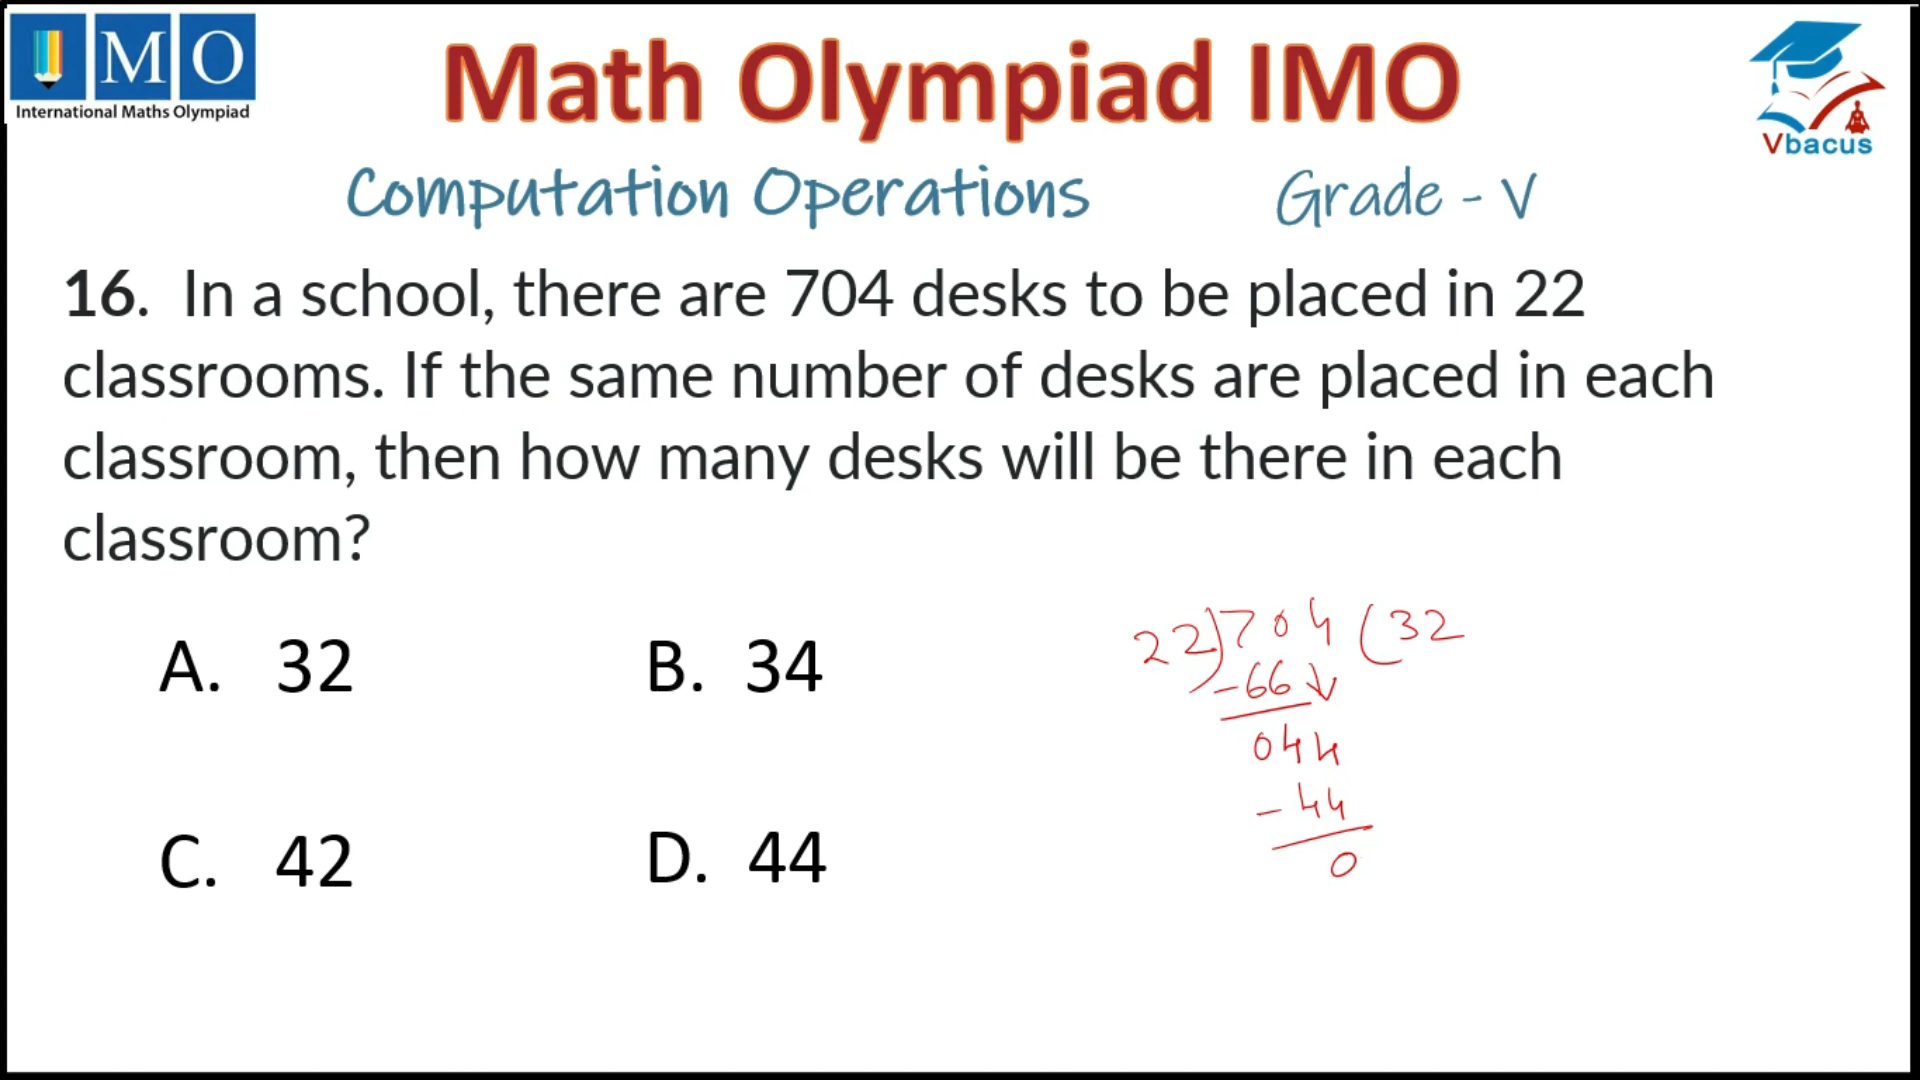 IMO
International Maths Olympiad
Math Olympiad IMO
Vbacus
Computation Operations Grade - V
16. In a school, there are 704 desks to be placed in 22
classrooms. If the same number of desks are placed in each
classroom, then how many desks will be there in each
classroom?
A. 32 B. 34
C. 42 D. 44
22)704(32
-66
044
-44
0